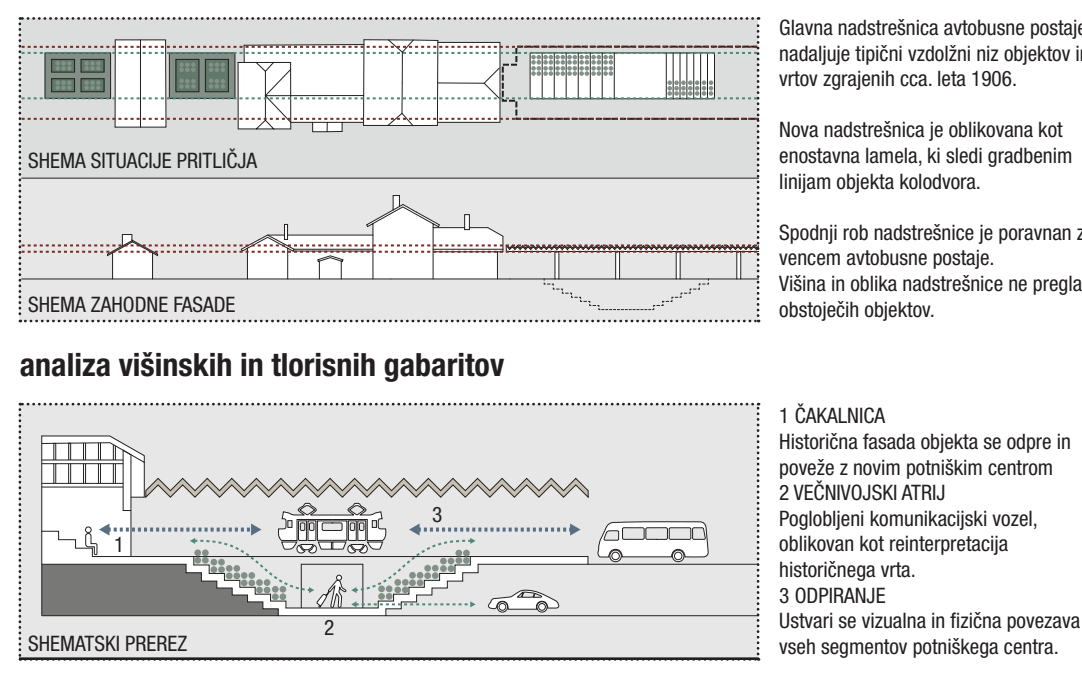 Glavna nadstrešnica avtobusne postaje
nadaljuje tipični vzdolžni niz objektov in
vrtov zgrajenih cca. leta 1906.
Nova nadstrešnica je oblikovana kot
enostavna lamela, ki sledi gradbenim
linijam objekta kolodvora.
Spodnji rob nadstrešnice je poravnan z
vencem avtobusne postaje.
Višina in oblika nadstrešnice ne pregla
obstoječih objektov.
SHEMA SITUACIJE PRITLIČJA
SHEMA ZAHODNE FASADE
analiza višinskih in tlorisnih gabaritov
1
3
2
SHEMATSKI PREREZ
1 ČAKALNICA
Historična fasada objekta se odpre in
poveže z novim potniškim centrom
2 VEČNIVOJSKI ATRIJ
Poglobljeni komunikacijski vozel,
oblikovan kot reinterpretacija
historičnega vrta.
3 ODPIRANJE
Ustvari se vizualna in fizična povezava
vseh segmentov potniškega centra.